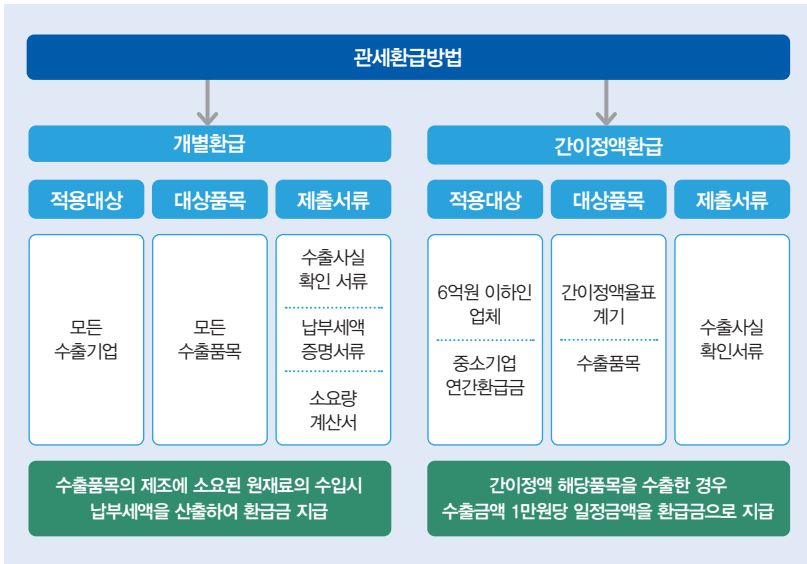 관세환급방법
개별환급
적용대상
대상품목
제출서류
모든
수출기업
모든
수출품목
수출사실
확인 서류
납부세액
증명서류
소요량
계산서
수출품목의 제조에 소요된 원재료의 수입시
납부세액을 산출하여 환급금 지급
간이정액환급
적용대상
대상품목
제출서류
6억원 이하인
업체
중소기업
연간환급금
간이정액율표
계기
수출품목
수출사실
확인서류
간이정액 해당품목을 수출한 경우
수출금액 1만원당 일정금액을 환급금으로 지급